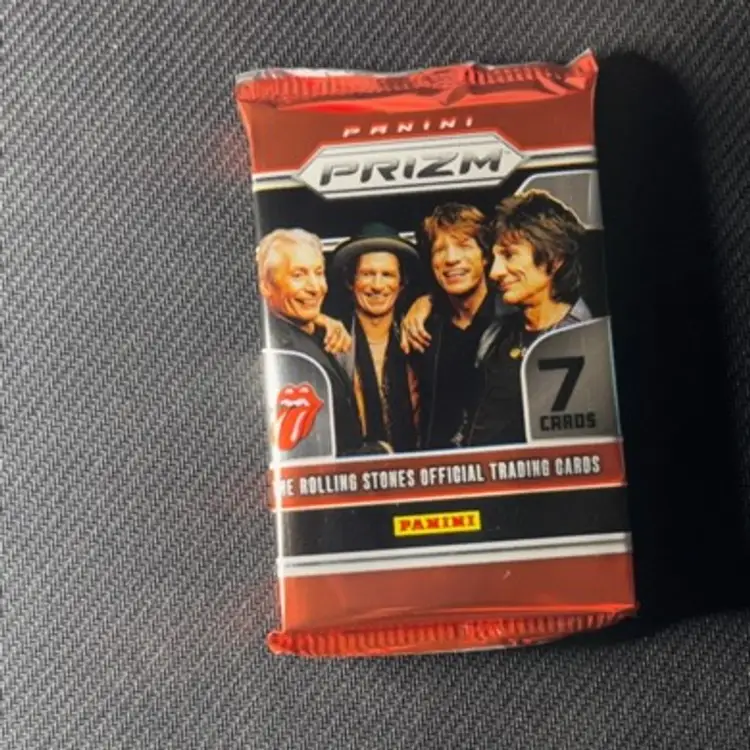 PANINI
PRIZM
7
CARDS
HE ROLLING STONES OFFICIAL TRADING CARDS
PANINI